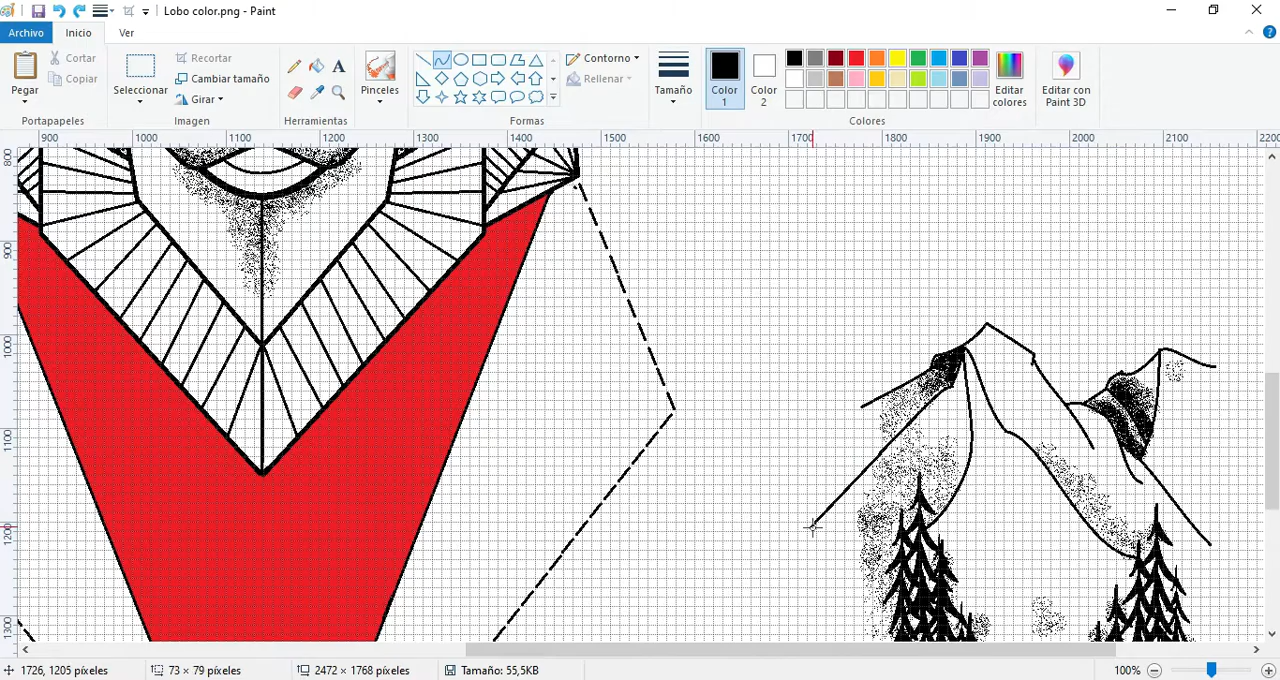 Lobo color.png - Paint
Archivo Inicio Ver
Pegar
Cortar
Copiar
Portapapeles
Seleccionar
Recortar
Cambiar tamaño
Girar
Imagen
A
Herramientas
Pinceles
Contorno
Rellenar
Formas
Tamaño
Color
1
Color
2
Editar
colores
Colores
Editar con
Paint 3D
900 1000 1100 1200 1300 1400 1500 1600 1700 1800 1900 2000 2100 2200
800
900
1000
1100
1200
1300
1726, 1205 píxeles 73 × 79 píxeles 2472 × 1768 píxeles Tamaño: 55,5KB 100%